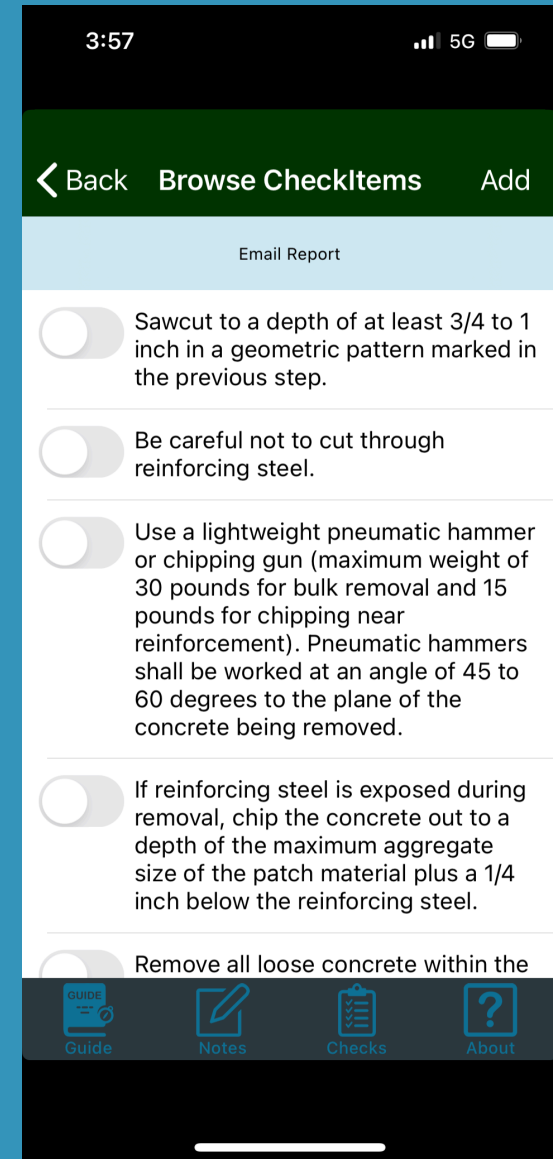 3:57
5G
Back Browse CheckItems Add
Email Report
Sawcut to a depth of at least 3/4 to 1
inch in a geometric pattern marked in
the previous step.
Be careful not to cut through
reinforcing steel.
Use a lightweight pneumatic hammer
or chipping gun (maximum weight of
30 pounds for bulk removal and 15
pounds for chipping near
reinforcement). Pneumatic hammers
shall be worked at an angle of 45 to
60 degrees to the plane of the
concrete being removed.
If reinforcing steel is exposed during
removal, chip the concrete out to a
depth of the maximum aggregate
size of the patch material plus a 1/4
inch below the reinforcing steel.
Remove all loose concrete within the
GUIDE
Guide Notes Checks About